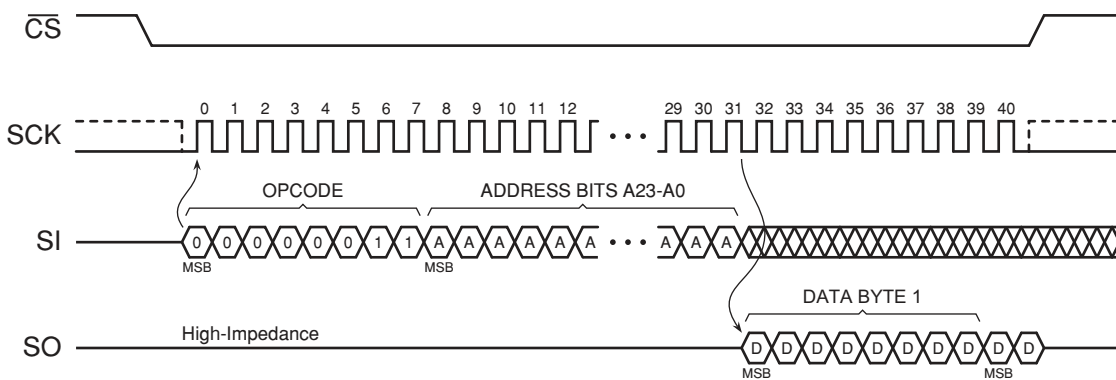 CS
0 1 2 3 4 5 6 7 8 9 10 11 12 29 30 31 32 33 34 35 36 37 38 39 40
SCK
OPCODE ADDRESS BITS A23-A0
SI 0 0 0 0 0 0 1 1 A A A A A A A A A
MSB MSB
DATA BYTE 1
High-Impedance
SO D D D D D D D D D D
MSB MSB